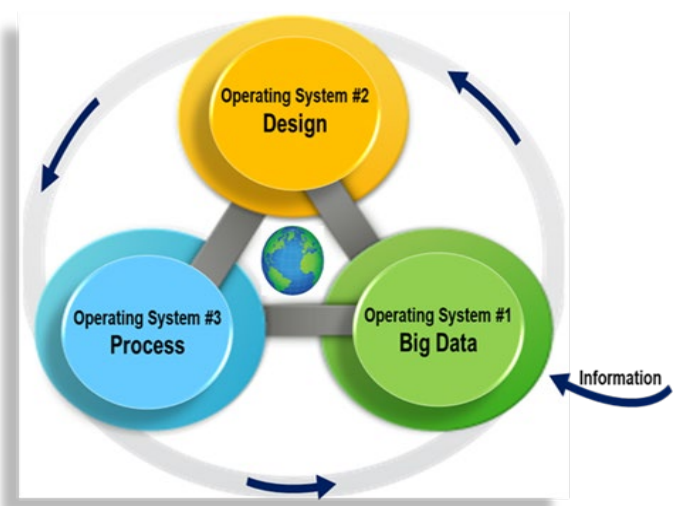 Operating System #2
Design
Operating System #3
Process
Operating System #1
Big Data
Information